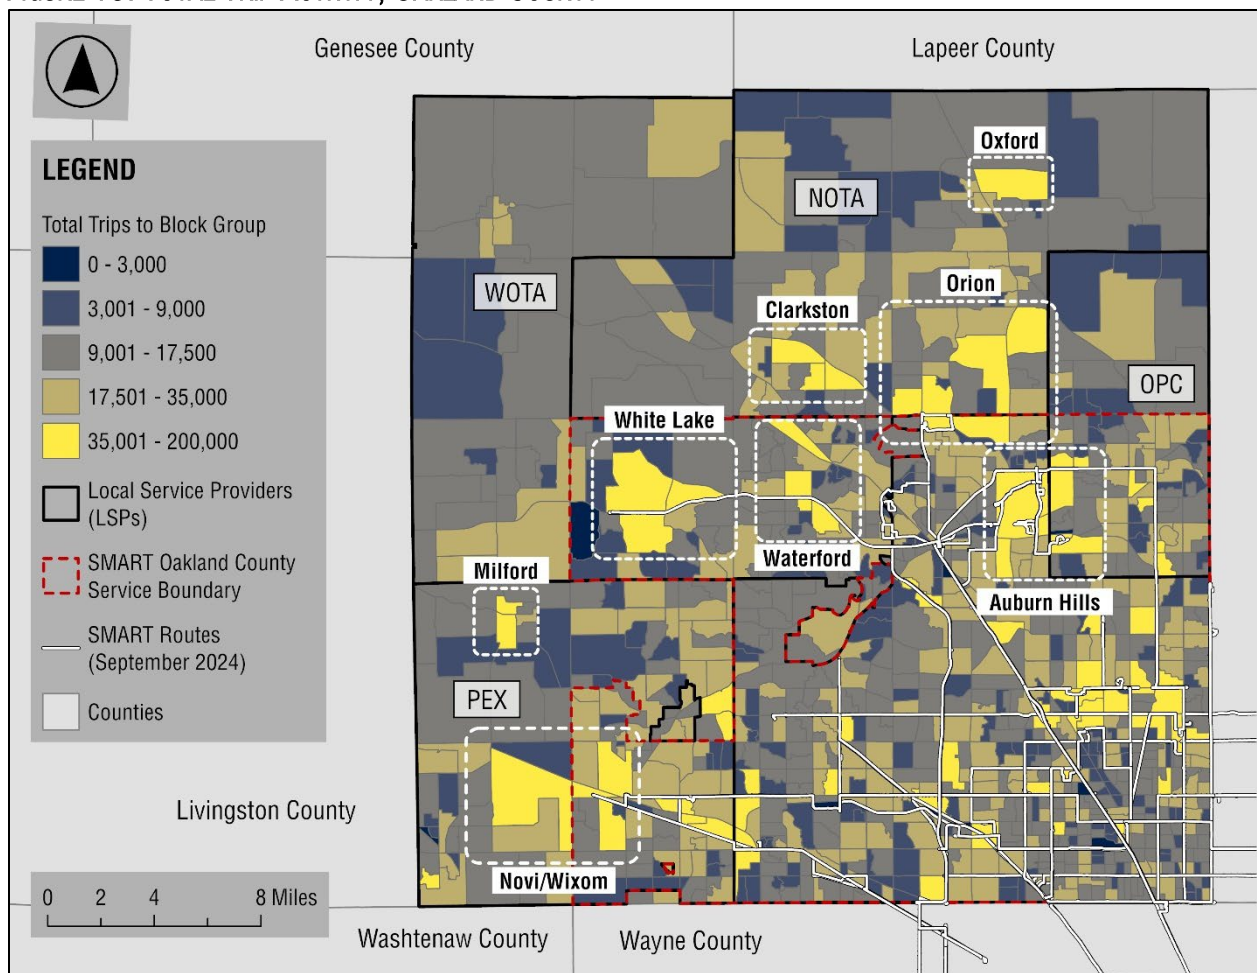 Genesee County
Lapeer County
LEGEND
Total Trips to Block Group
0 - 3,000
3,001 - 9,000
9,001 - 17,500
17,501 - 35,000
35,001 - 200,000
Local Service Providers
(LSPs)
SMART Oakland County
Service Boundary
SMART Routes
(September 2024)
Counties
Oxford
NOTA
WOTA
Orion
Clarkston
OPC
White Lake
Waterford
Milford
Auburn Hills
PEX
Livingston County
Novi/Wixom
0 2 4 8 Miles
Washtenaw County
Wayne County